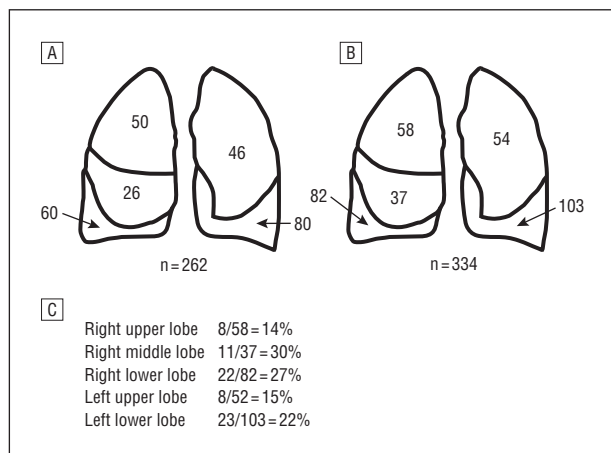 A
B
50
46
26
60
80
n=262
58
54
37
82
103
n=334
C
Right upper lobe 8/58=14%
Right middle lobe 11/37=30%
Right lower lobe 22/82=27%
Left upper lobe 8/52=15%
Left lower lobe 23/103=22%